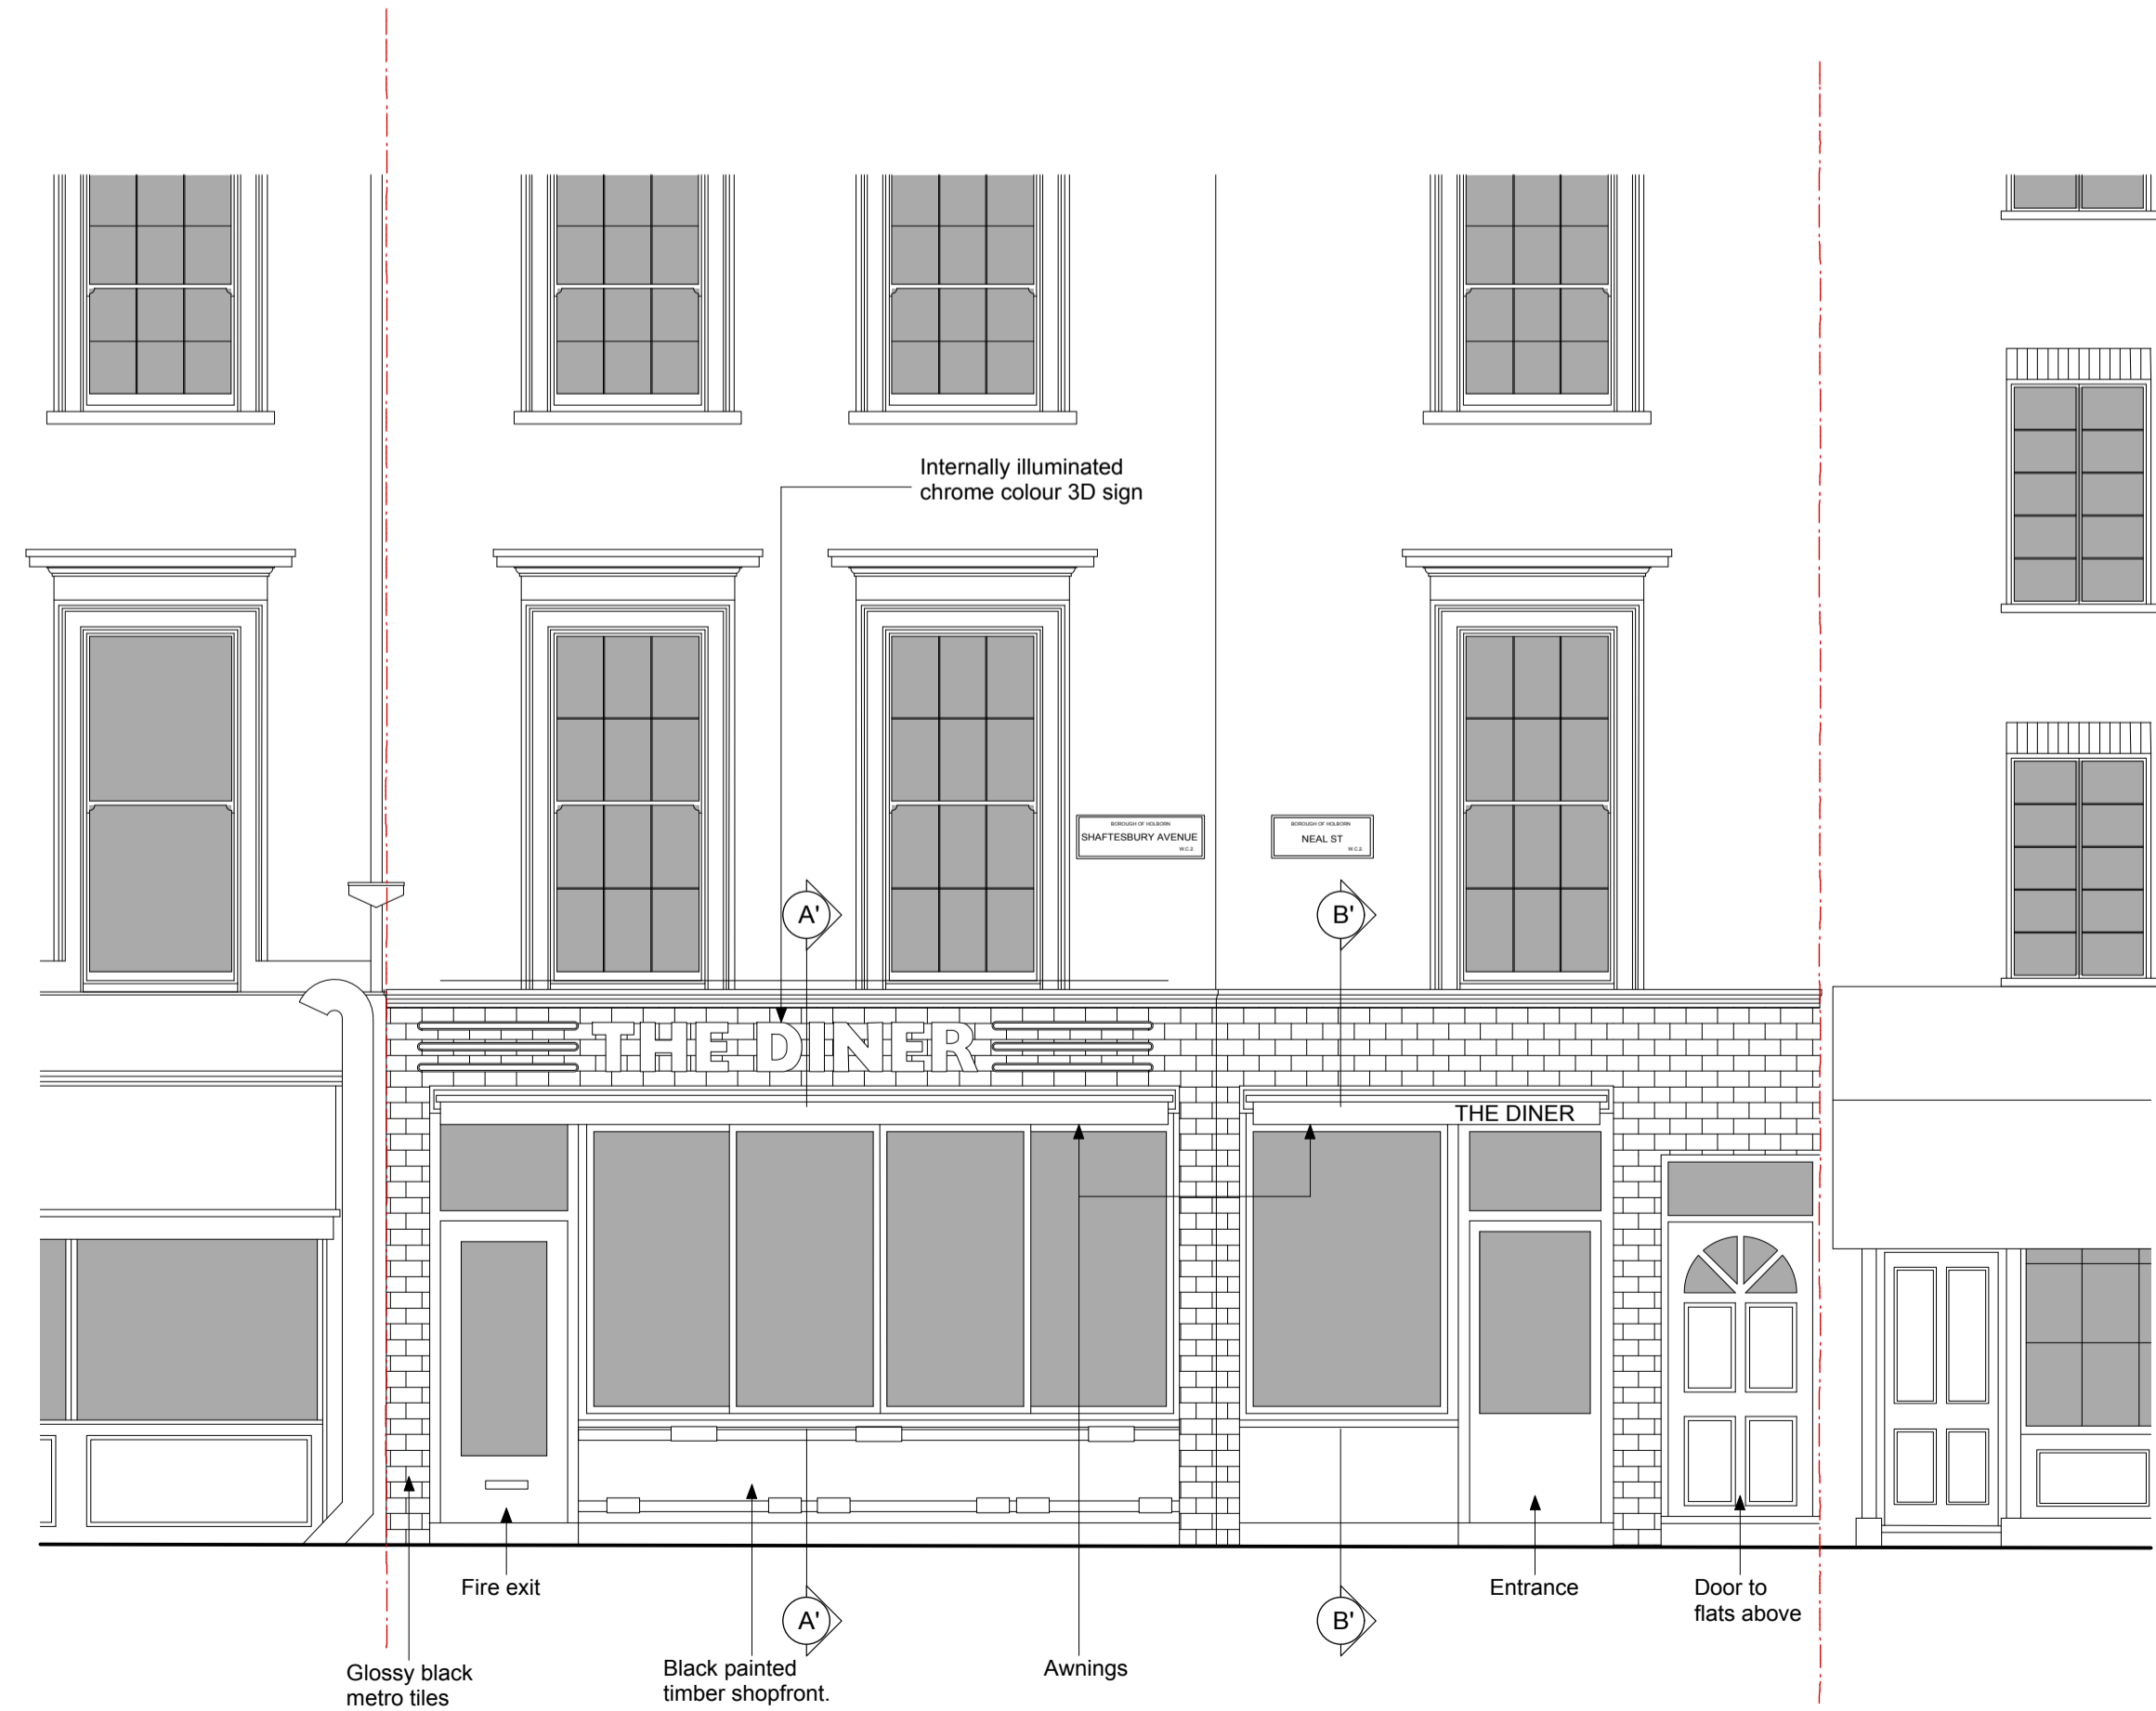 Internally illuminated
chrome colour 3D sign
BOROUGH OF HOLBORN
SHAFTESBURY AVENUE
W.C.2.
BOROUGH OF HOLBORN
NEAL ST
W.C.2.
A'
B'
THE DINER
THE DINER
Fire exit
Entrance
Door to
flats above
A'
B'
Glossy black
metro tiles
Black painted
timber shopfront.
Awnings